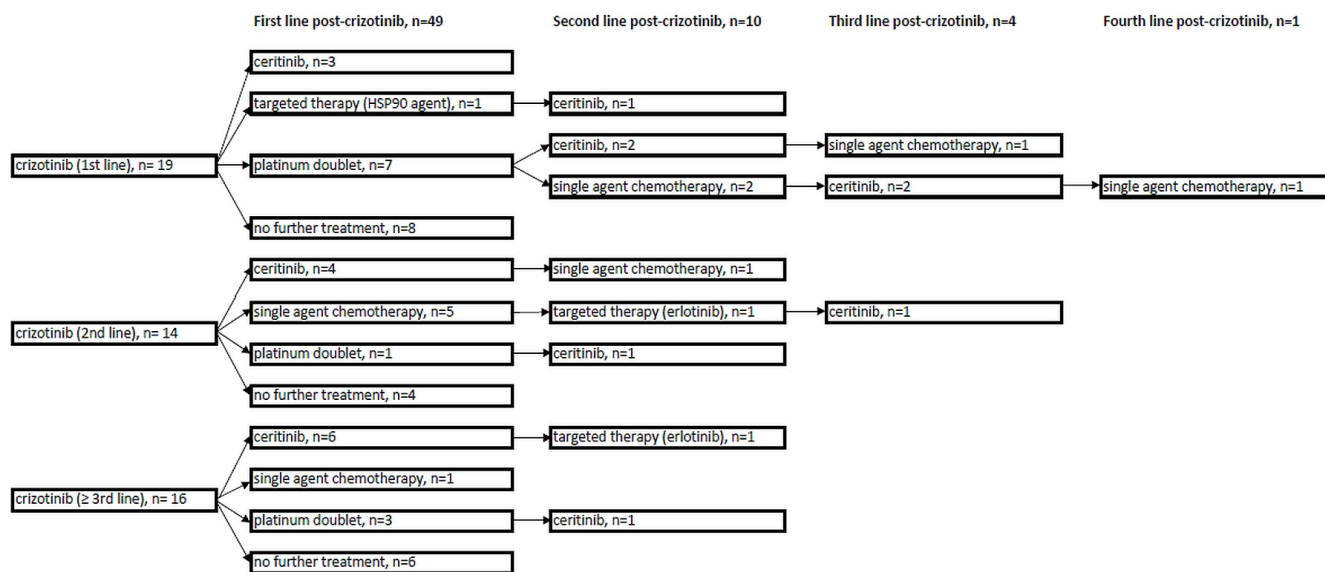 First line post-crizotinib, n=49
Second line post-crizotinib, n=10
Third line post-crizotinib, n=4
Fourth line post-crizotinib, n=1
ceritinib, n=3
targeted therapy (HSP90 agent), n=1
ceritinib, n=1
crizotinib (1st line), n= 19
platinum doublet, n=7
ceritinib, n=2
single agent chemotherapy, n=1
single agent chemotherapy, n=2
ceritinib, n=2
single agent chemotherapy, n=1
no further treatment, n=8
crizotinib (2nd line), n= 14
ceritinib, n=4
single agent chemotherapy, n=1
single agent chemotherapy, n=5
targeted therapy (erlotinib), n=1
ceritinib, n=1
platinum doublet, n=1
ceritinib, n=1
no further treatment, n=4
crizotinib (≥ 3rd line), n= 16
ceritinib, n=6
targeted therapy (erlotinib), n=1
single agent chemotherapy, n=1
platinum doublet, n=3
ceritinib, n=1
no further treatment, n=6